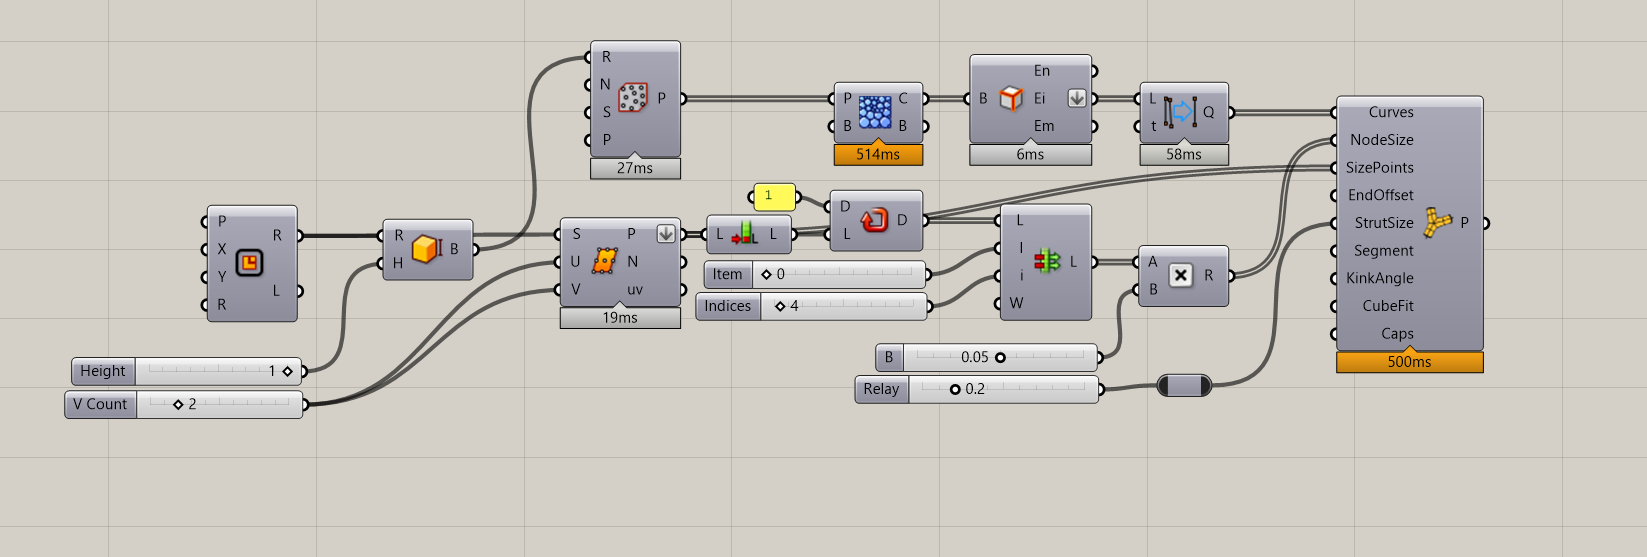 R
N
S
P
P
27ms
P
B
C
B
514ms
B
En
Ei
Em
6ms
L
t
Q
58ms
Curves
NodeSize
SizePoints
EndOffset
StrutSize
Segment
KinkAngle
CubeFit
Caps
P
500ms
P
X
Y
R
R
L
R
H
B
S
U
V
P
N
uv
19ms
1
L
L
L
D
L
D
Item
0
Indices
4
L
I
i
W
L
A
B
R
Height
1
V Count
2
B
0.05
Relay
0.2